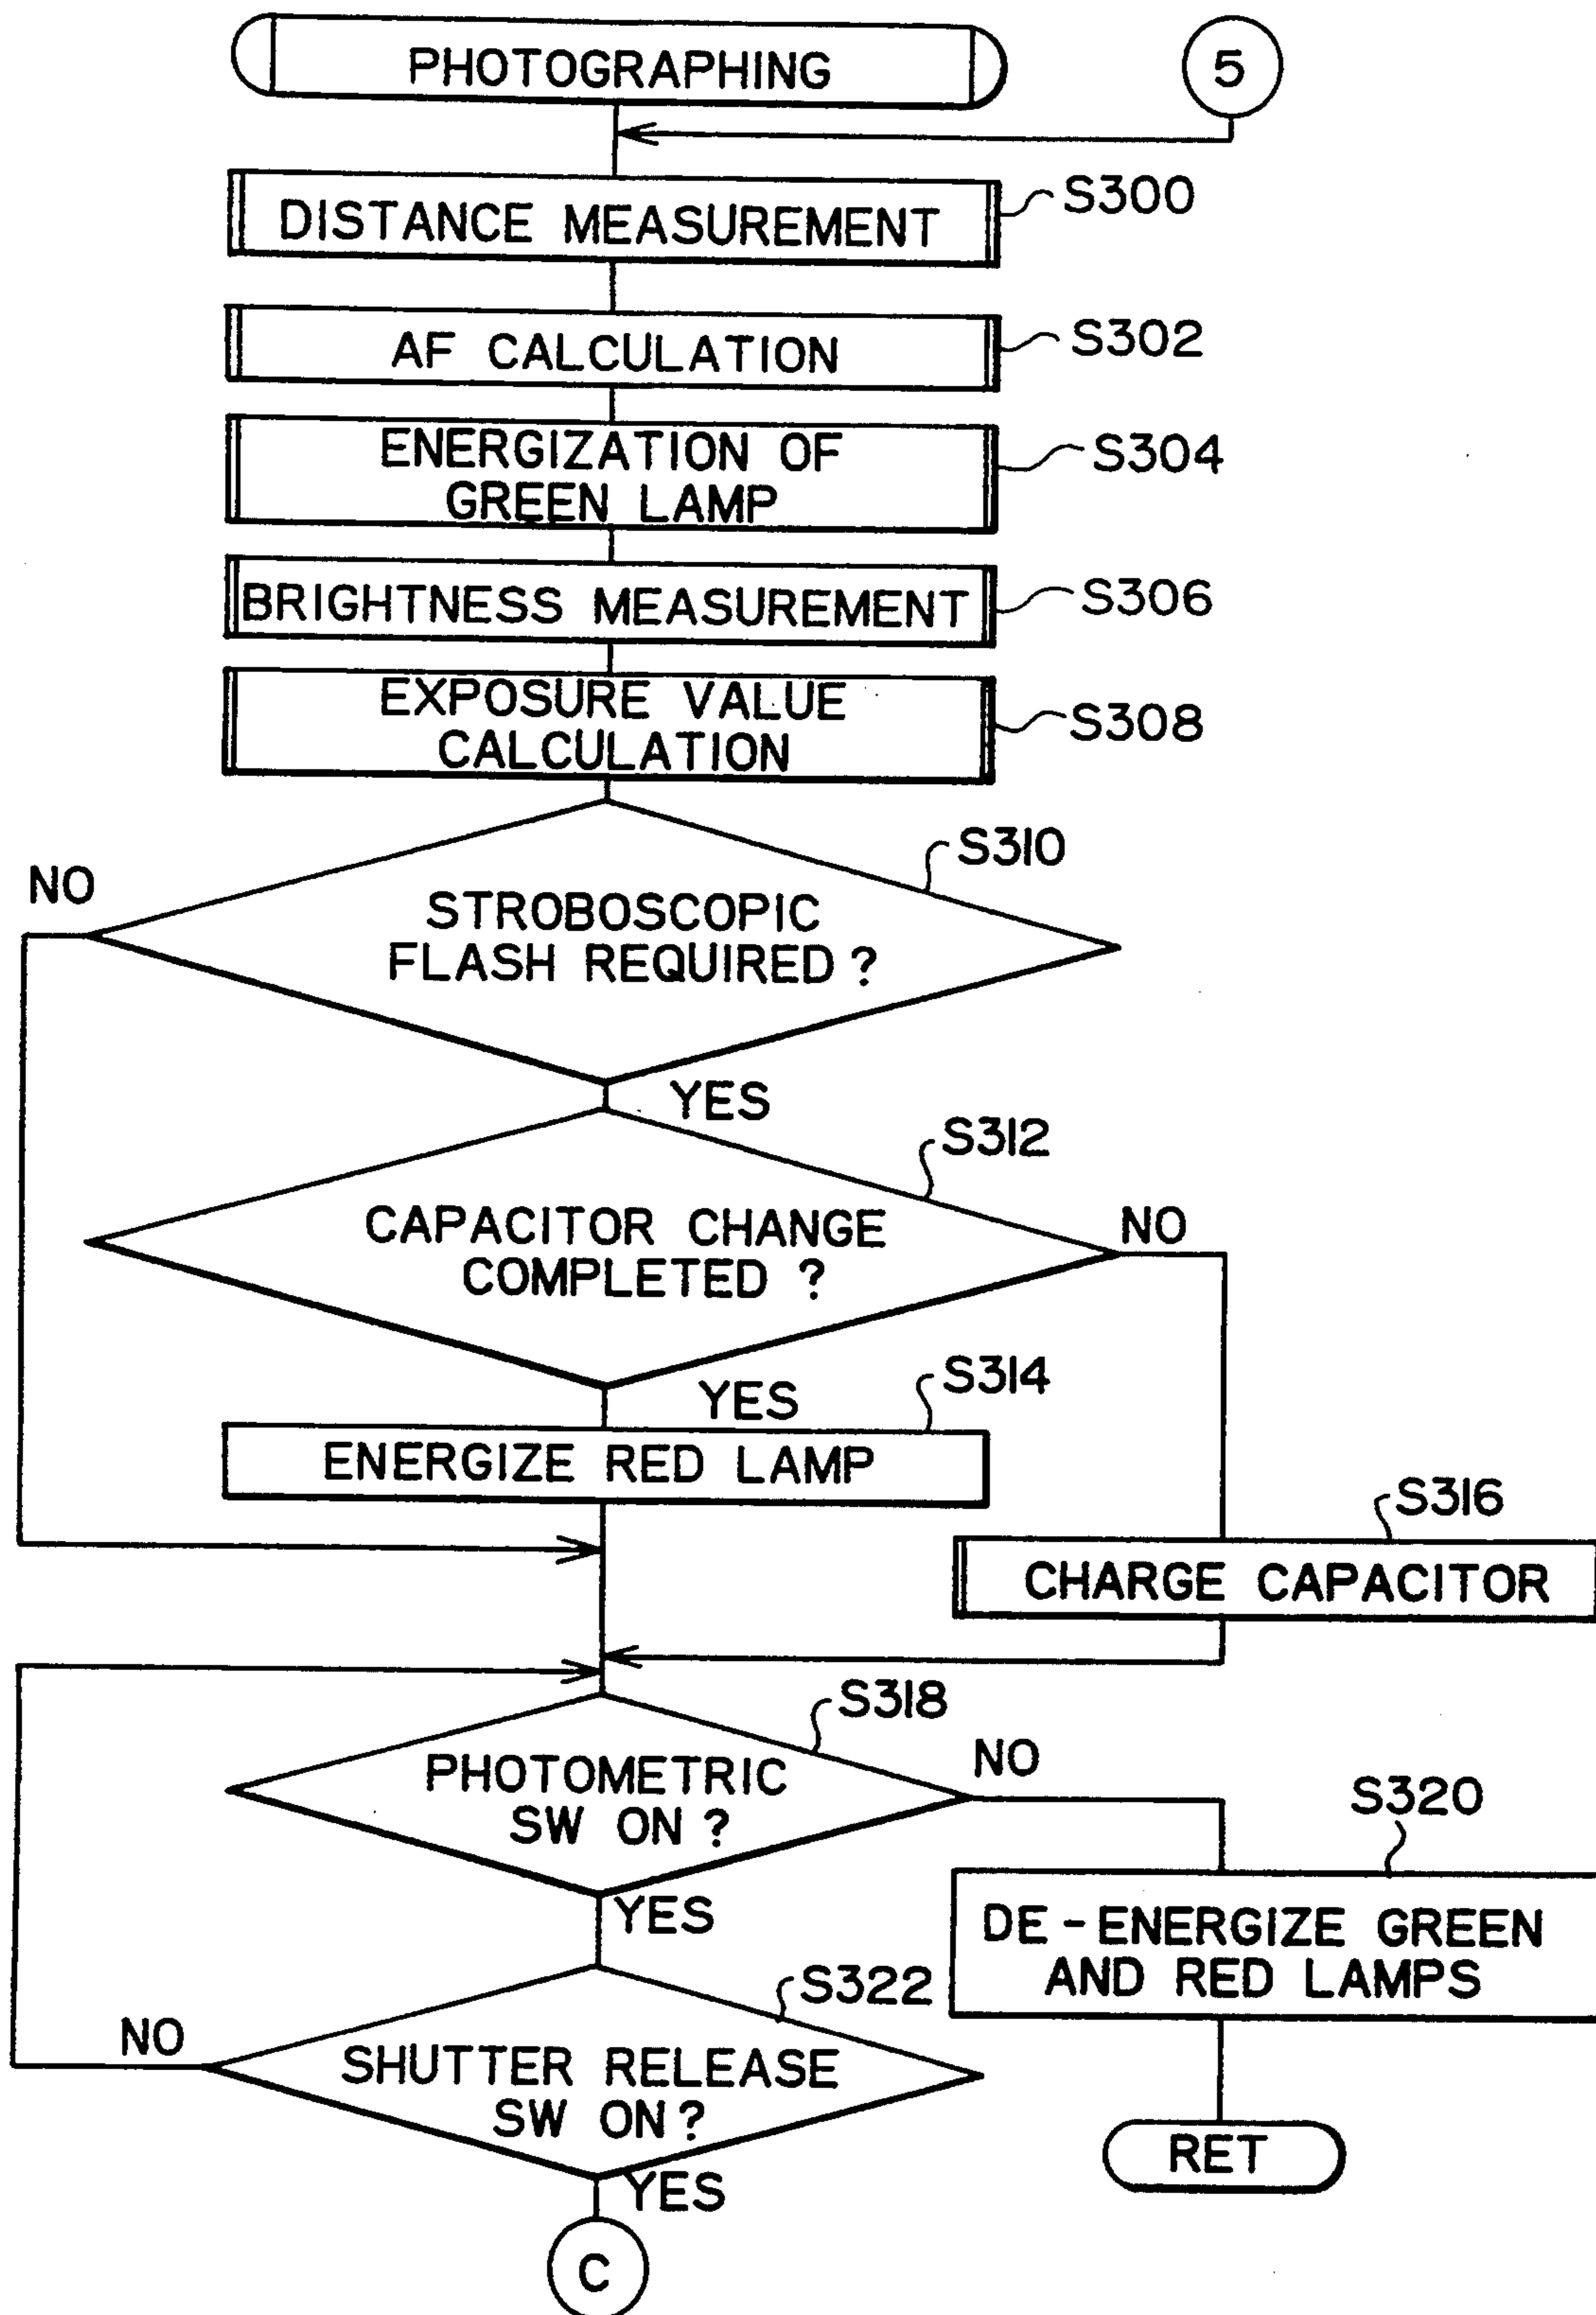 PHOTOGRAPHING
5
DISTANCE MEASUREMENT
S300
AF CALCULATION
S302
ENERGIZATION OF
GREEN LAMP
S304
BRIGHTNESS MEASUREMENT
S306
EXPOSURE VALUE
CALCULATION
S308
S310
NO
STROBOSCOPIC
FLASH REQUIRED ?
YES
S312
CAPACITOR CHANGE
COMPLETED ?
NO
YES
S314
ENERGIZE RED LAMP
S316
CHARGE CAPACITOR
S318
PHOTOMETRIC
SW ON ?
NO
S320
YES
DE-ENERGIZE GREEN
AND RED LAMPS
S322
NO
SHUTTER RELEASE
SW ON ?
RET
YES
C